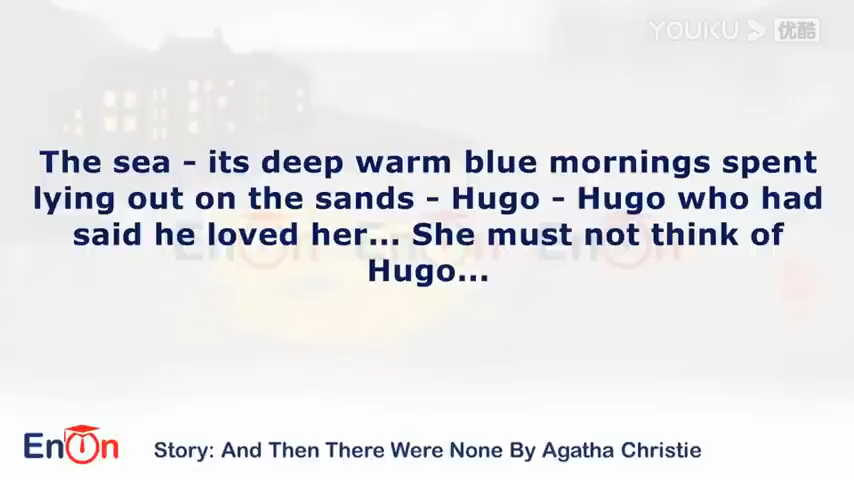 YOUKU 优酷
The sea - its deep warm blue mornings spent
lying out on the sands - Hugo - Hugo who had
said he loved her... She must not think of
Hugo...
EnOn
Story: And Then There Were None By Agatha Christie